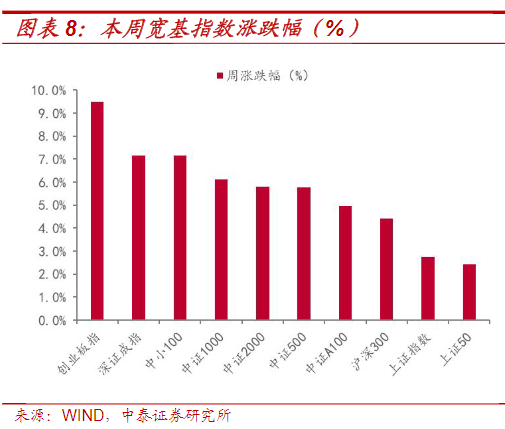 图表8：本周宽基指数涨跌幅（%）
周涨跌幅（%）
10.0%
9.0%
8.0%
7.0%
6.0%
5.0%
4.0%
3.0%
2.0%
1.0%
0.0%
创业板指
深证成指
中小100
中证1000
中证2000
中证500
中证A100
沪深300
上证指数
上证50
来源：WIND，中泰证券研究所